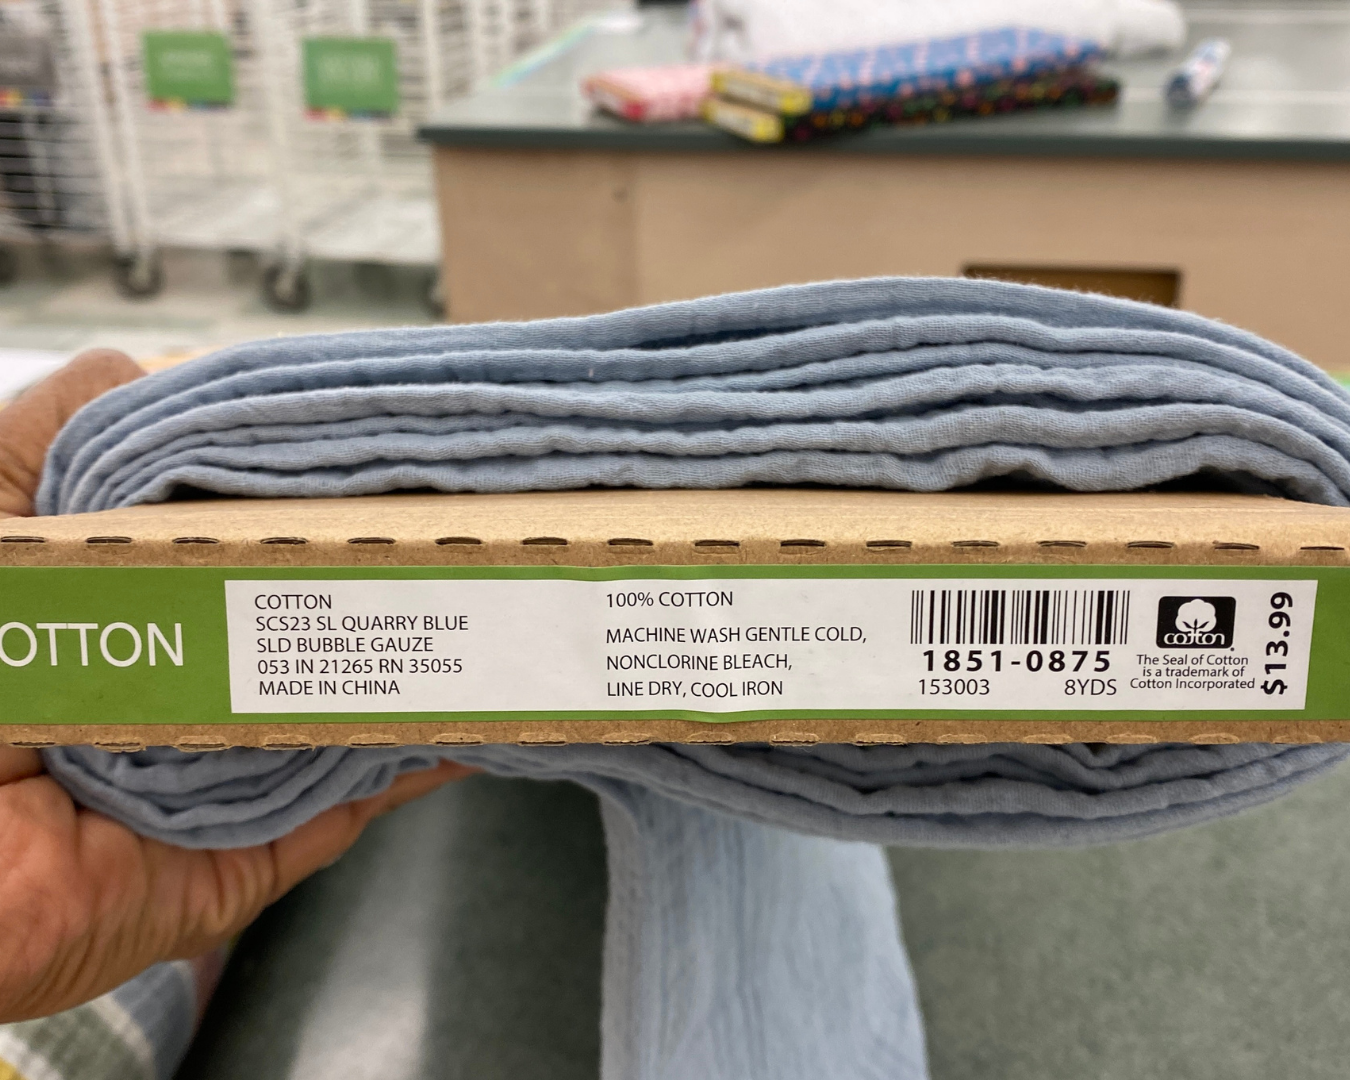 OTTON
COTTON
SCS23 SL QUARRY BLUE
SLD BUBBLE GAUZE
053 IN 21265 RN 35055
MADE IN CHINA
100% COTTON
MACHINE WASH GENTLE COLD,
NONCLORINE BLEACH,
LINE DRY, COOL IRON
1851-0875
153003 8YDS
cotton
The Seal of Cotton
is a trademark of
Cotton Incorporated
$13.99